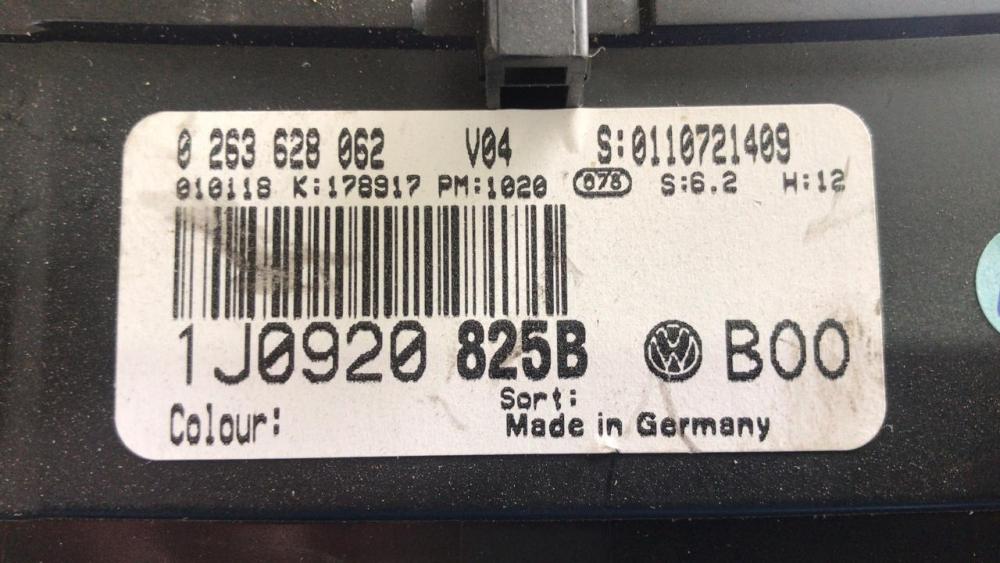 0 263 628 062 V04 S:0110721409
010118 K:178917 PM:1020 078 S:6.2 H:12
1J0920 825B VW B00
Sort:
Colour: Made in Germany